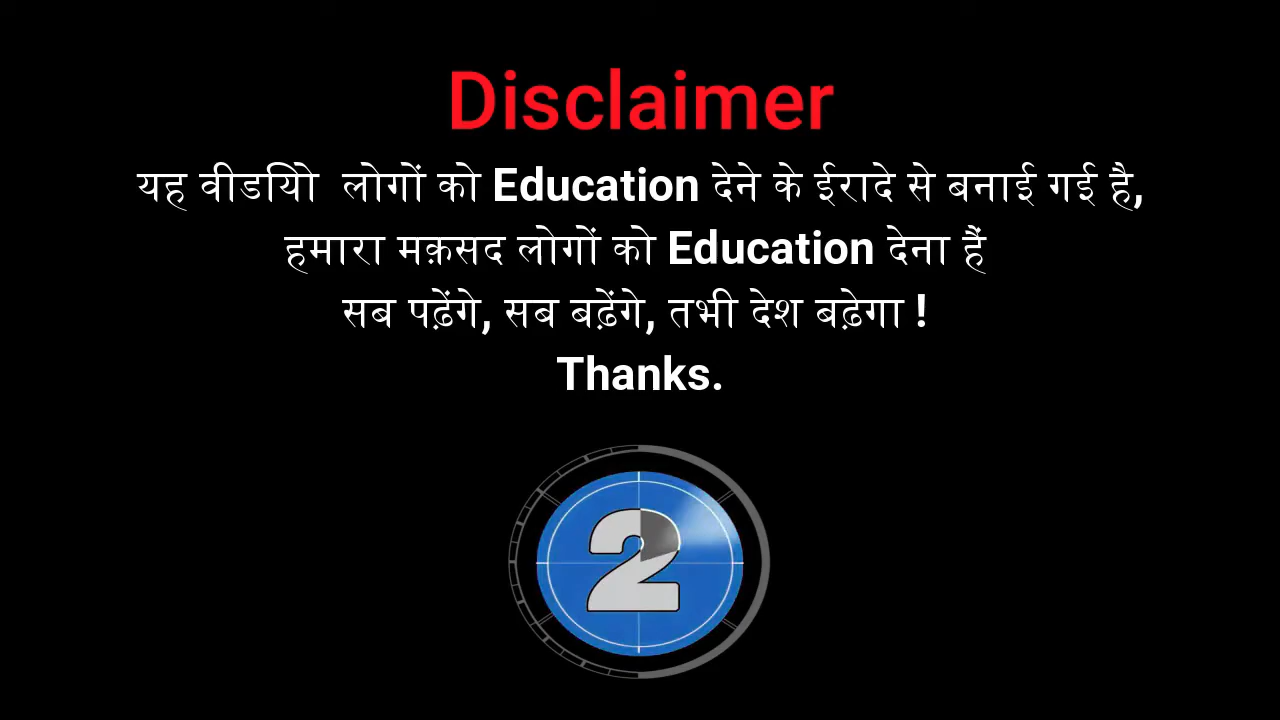 Disclaimer
यह वीडियो लोगों को Education देने के ईरादे से बनाई गई है,
हमारा मक़सद लोगों को Education देना हैं
सब पढ़ेंगे, सब बढ़ेंगे, तभी देश बढ़ेगा !
Thanks.
2